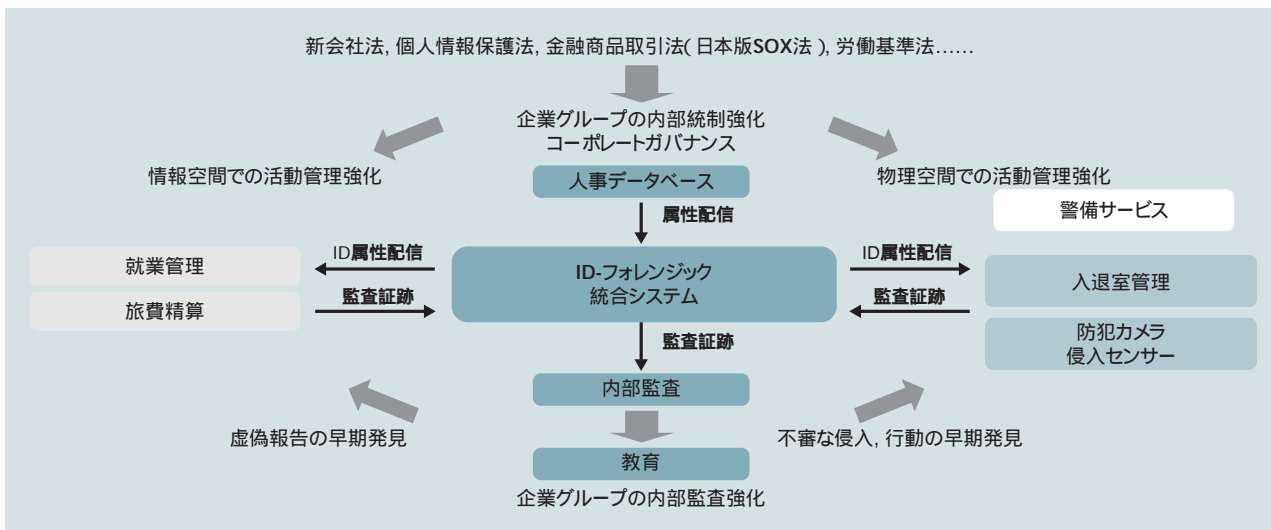 新会社法, 個人情報保護法, 金融商品取引法( 日本版SOX法 ), 労働基準法……
企業グループの内部統制強化
コーポレートガバナンス
情報空間での活動管理強化
人事データベース
物理空間での活動管理強化
警備サービス
属性配信
就業管理
旅費精算
ID属性配信
監査証跡
ID-フォレンジック
統合システム
ID属性配信
監査証跡
入退室管理
防犯カメラ
侵入センサー
監査証跡
内部監査
虚偽報告の早期発見
不審な侵入, 行動の早期発見
教育
企業グループの内部監査強化